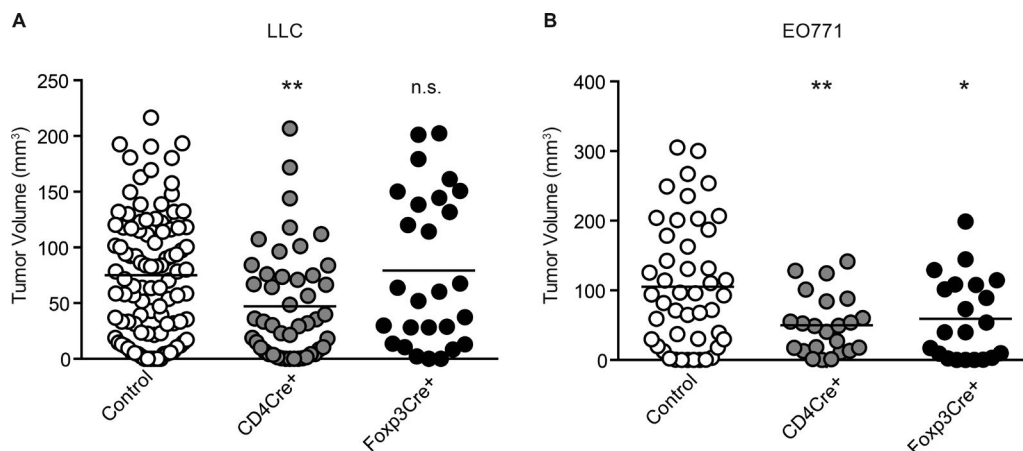 A
LLC
Tumor Volume (mm³)
250
200
150
100
50
0
**
n.s.
Control
CD4Cre+
Foxp3Cre+
B
EO771
Tumor Volume (mm³)
400
300
200
100
0
**
*
Control
CD4Cre+
Foxp3Cre+